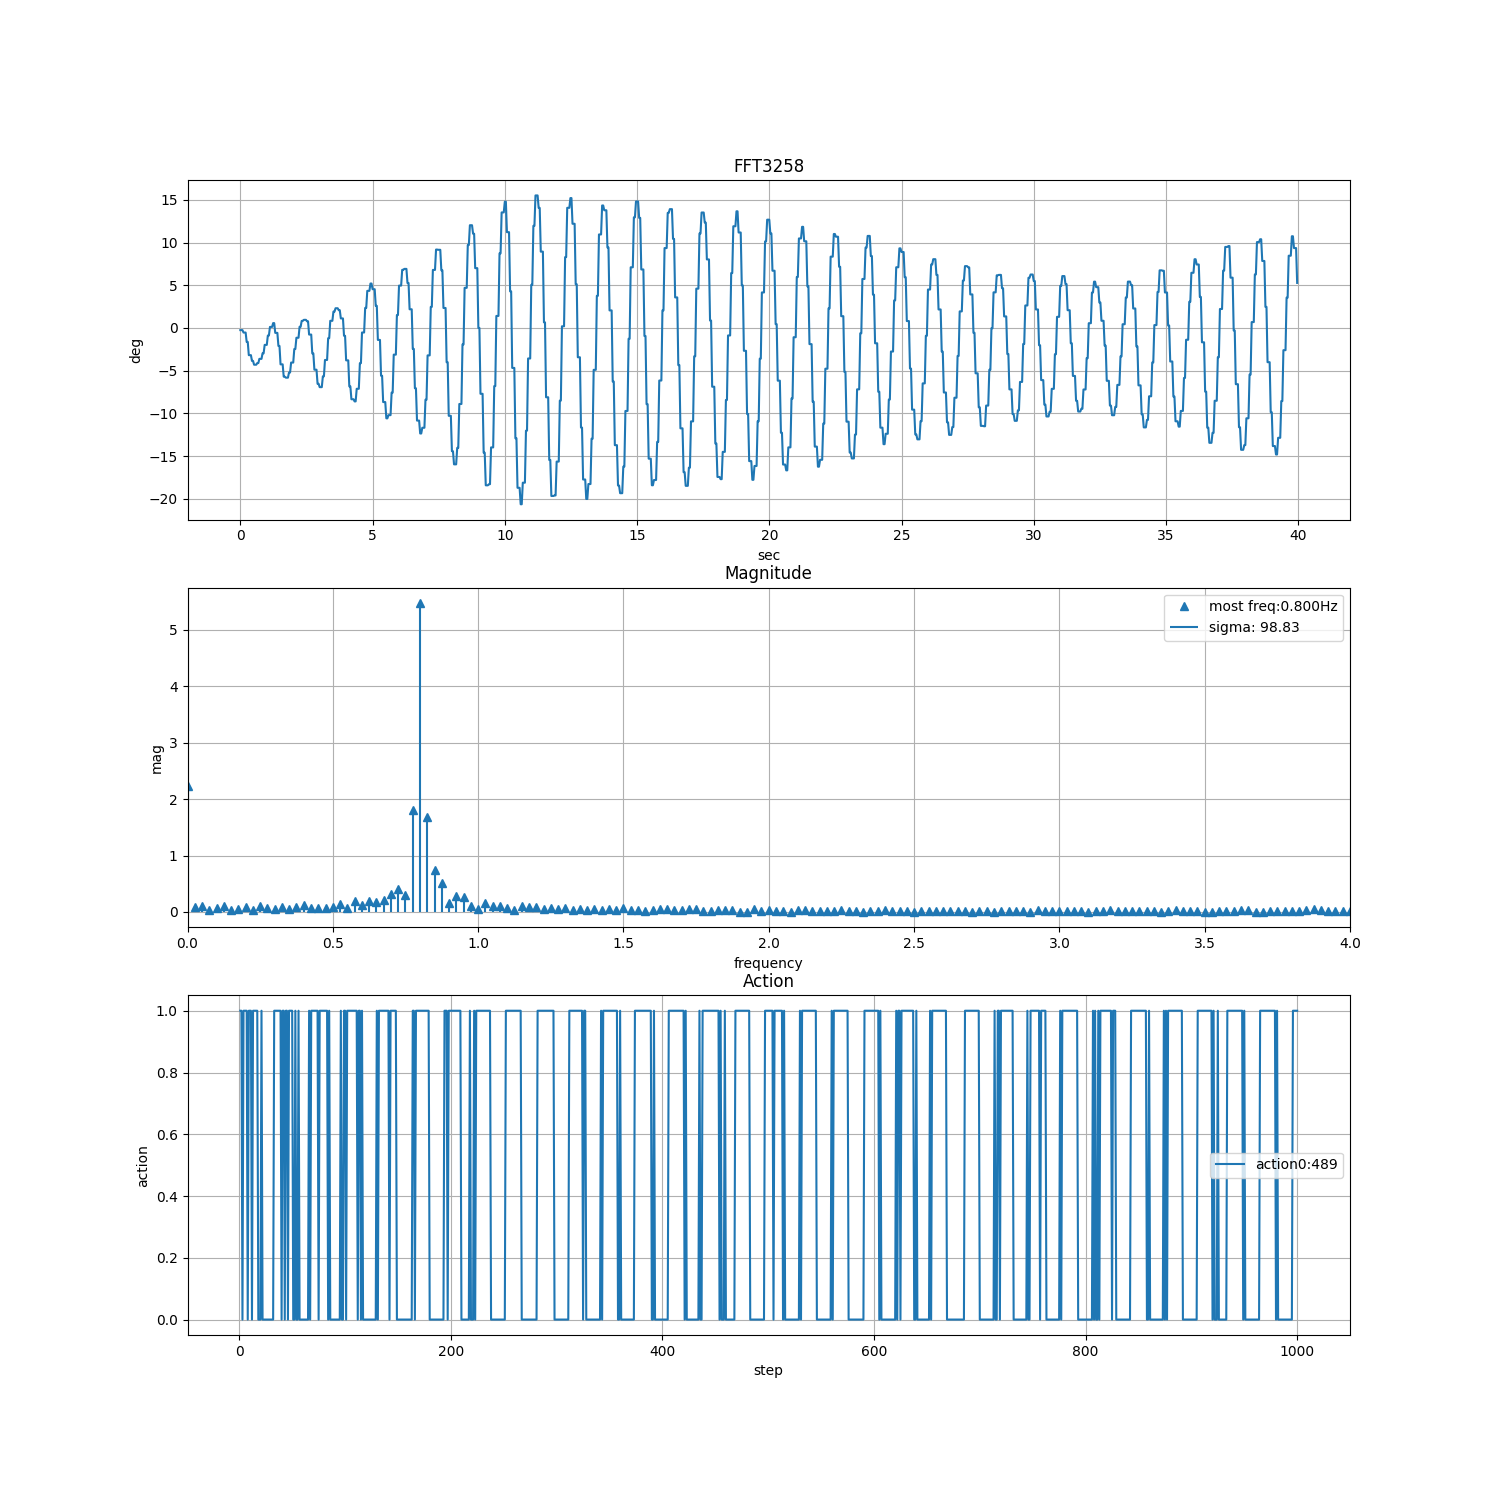 FFT3258
15
10
5
0
−5
−10
−15
−20
deg
0 5 10 15 20 25 30 35 40
sec
Magnitude
most freq:0.800Hz
sigma: 98.83
5
4
3
2
1
0
mag
0.0 0.5 1.0 1.5 2.0 2.5 3.0 3.5 4.0
frequency
Action
1.0
0.8
0.6
0.4
0.2
0.0
action
action0:489
0 200 400 600 800 1000
step